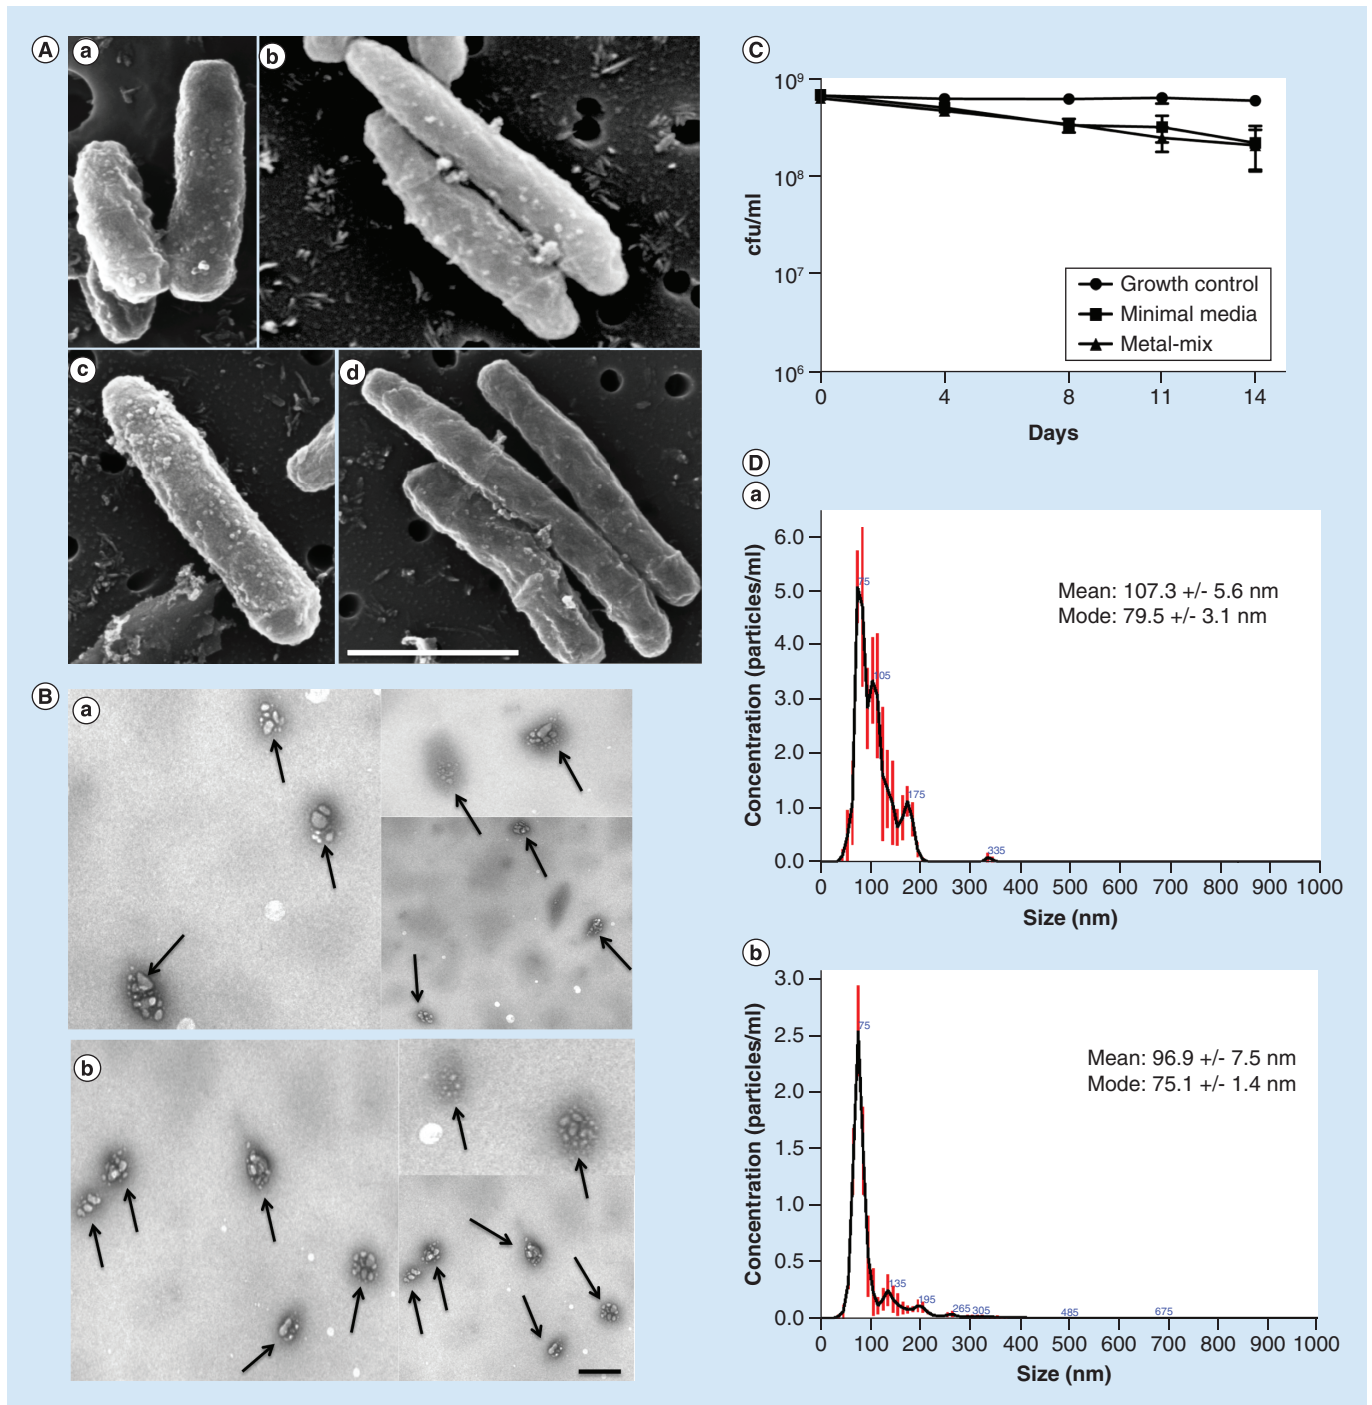 A
a
b
c
d
B
a
b
C
10⁹
10⁸
10⁷
10⁶
cfu/ml
Growth control
Minimal media
Metal-mix
0 4 8 11 14
Days
D
a
Concentration (particles/ml)
6.0
5.0
4.0
3.0
2.0
1.0
0.0
75
105
175
335
Mean: 107.3 +/- 5.6 nm
Mode: 79.5 +/- 3.1 nm
0 100 200 300 400 500 600 700 800 900 1000
Size (nm)
b
Concentration (particles/ml)
3.0
2.5
2.0
1.5
1.0
0.5
0.0
75
135
195
265
305
485
675
Mean: 96.9 +/- 7.5 nm
Mode: 75.1 +/- 1.4 nm
0 100 200 300 400 500 600 700 800 900 1000
Size (nm)